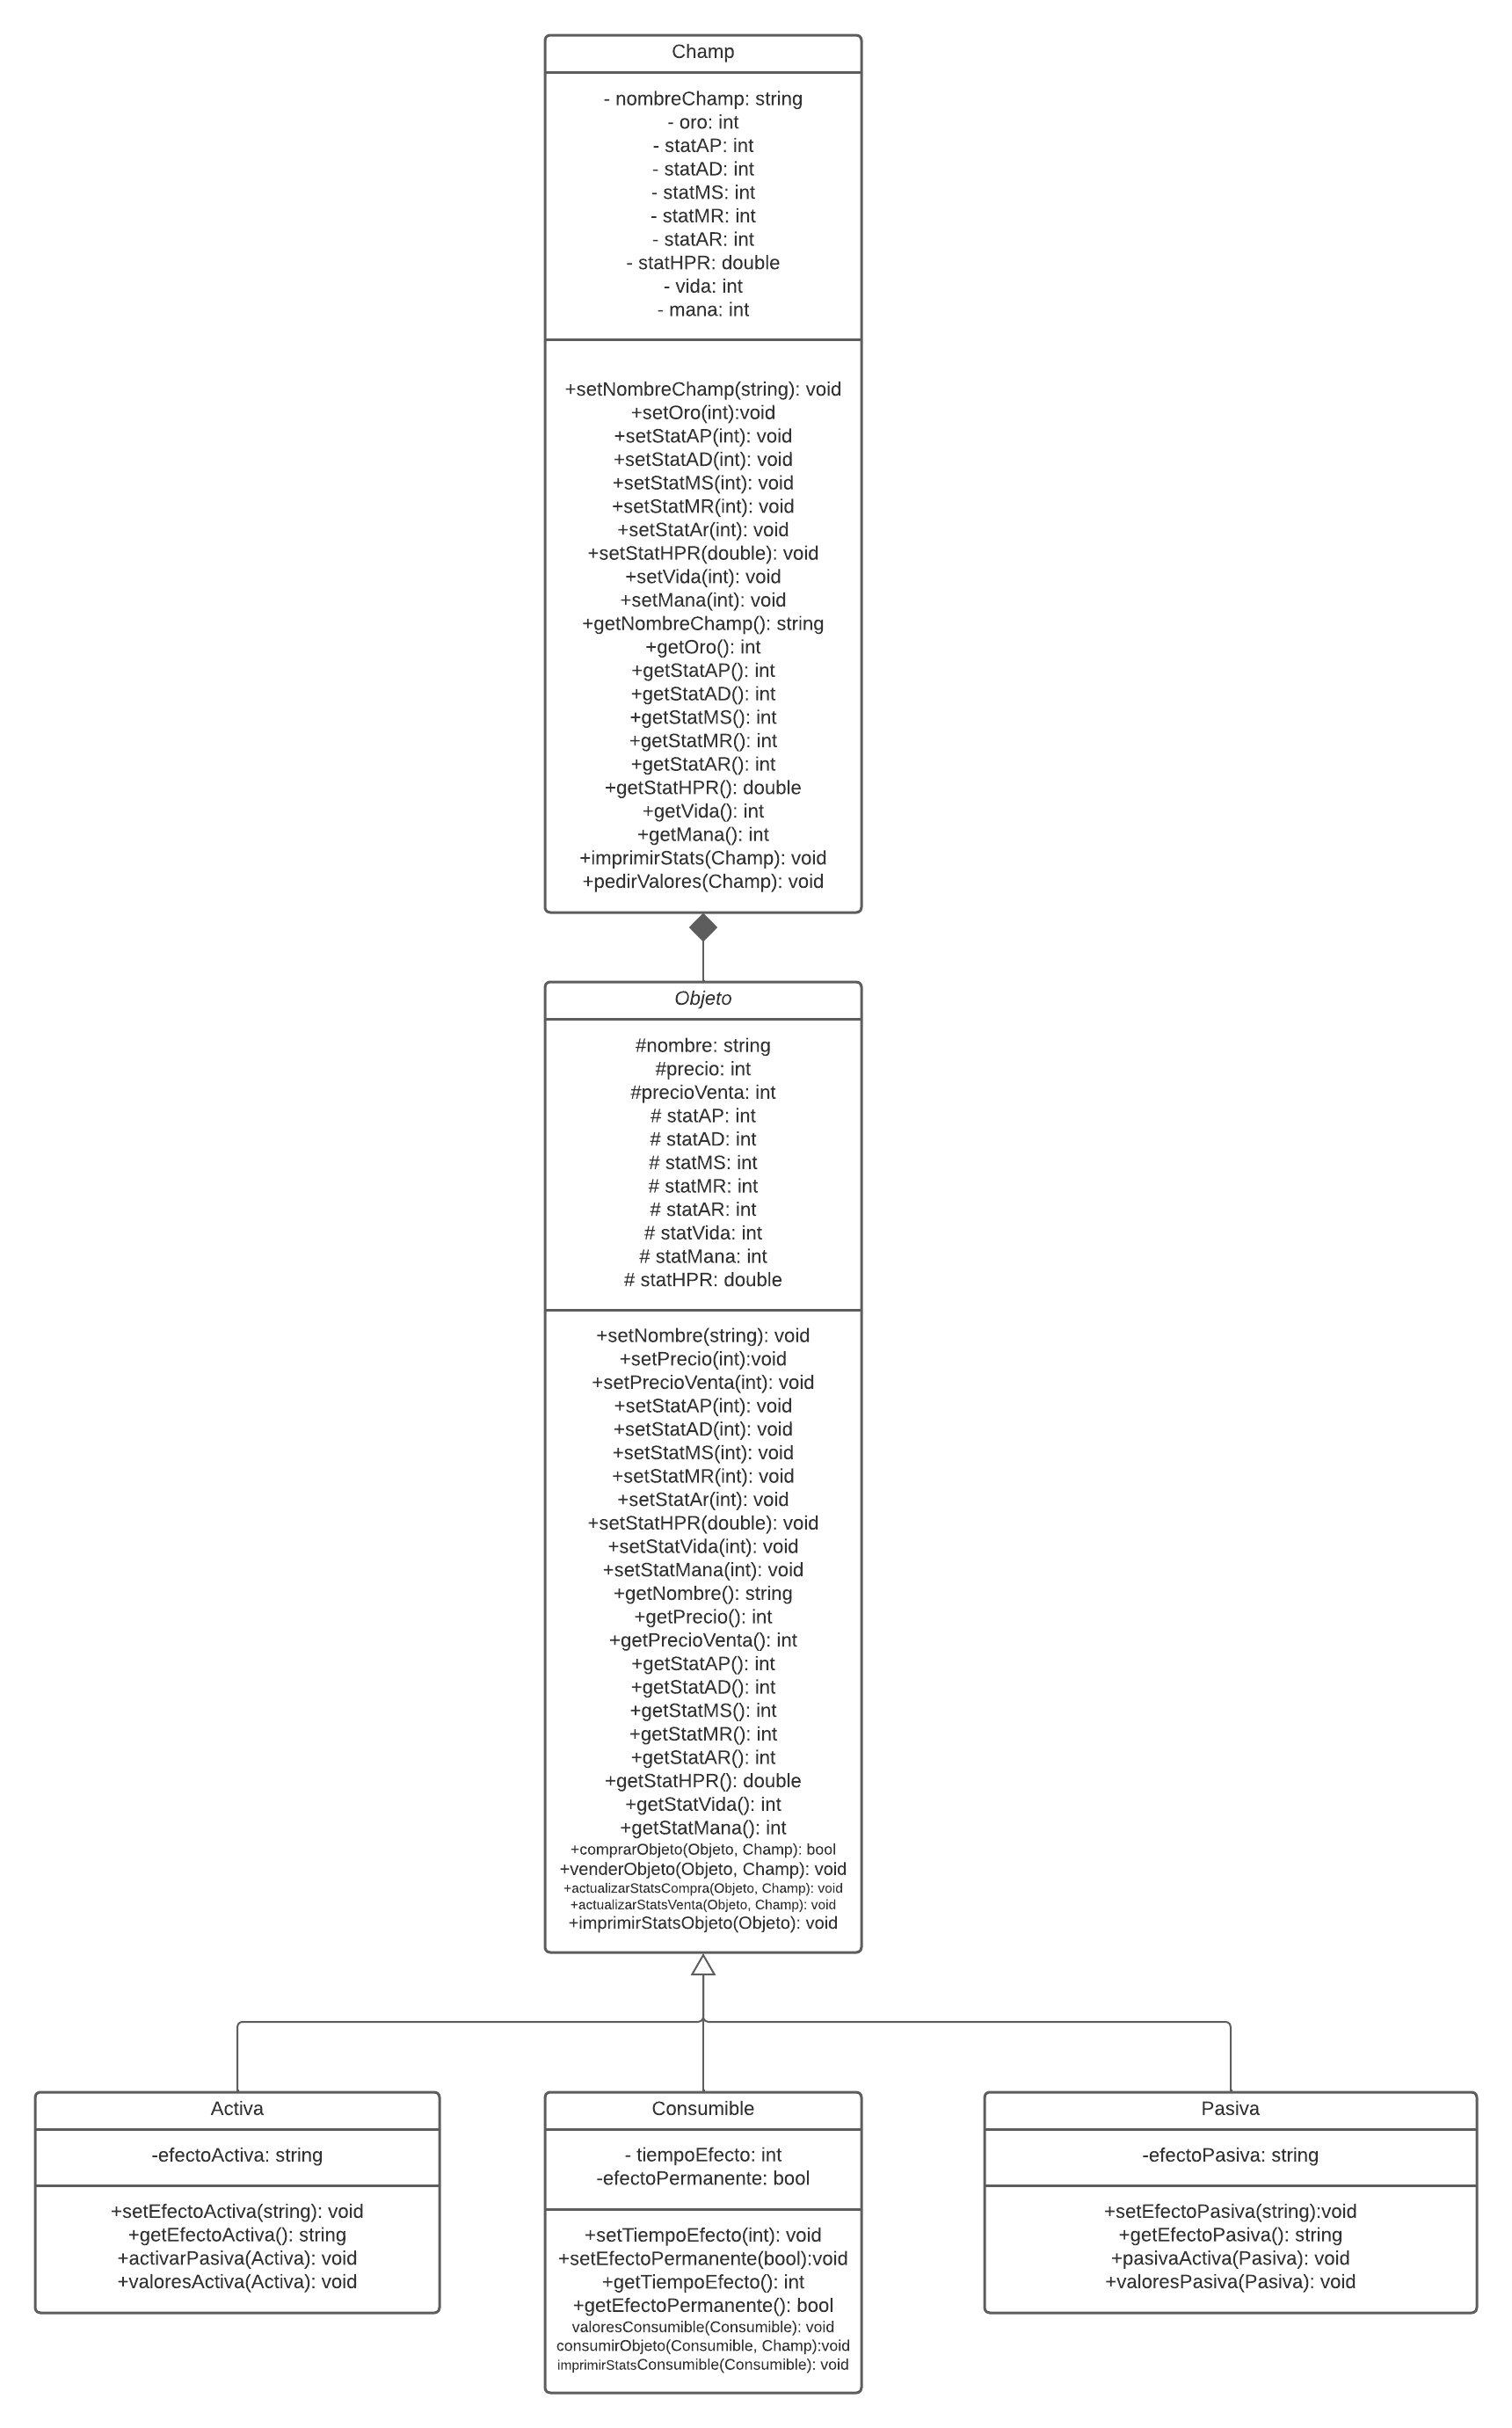 Champ
- nombreChamp: string
- oro: int
- statAP: int
- statAD: int
- statMS: int
- statMR: int
- statAR: int
- statHPR: double
- vida: int
- mana: int
+setNombreChamp(string): void
+setOro(int):void
+setStatAP(int): void
+setStatAD(int): void
+setStatMS(int): void
+setStatMR(int): void
+setStatAr(int): void
+setStatHPR(double): void
+setVida(int): void
+setMana(int): void
+getNombreChamp(): string
+getOro(): int
+getStatAP(): int
+getStatAD(): int
+getStatMS(): int
+getStatMR(): int
+getStatAR(): int
+getStatHPR(): double
+getVida(): int
+getMana(): int
+imprimirStats(Champ): void
+pedirValores(Champ): void
Objeto
#nombre: string
#precio: int
#precioVenta: int
# statAP: int
# statAD: int
# statMS: int
# statMR: int
# statAR: int
# statVida: int
# statMana: int
# statHPR: double
+setNombre(string): void
+setPrecio(int):void
+setPrecioVenta(int): void
+setStatAP(int): void
+setStatAD(int): void
+setStatMS(int): void
+setStatMR(int): void
+setStatAr(int): void
+setStatHPR(double): void
+setStatVida(int): void
+setStatMana(int): void
+getNombre(): string
+getPrecio(): int
+getPrecioVenta(): int
+getStatAP(): int
+getStatAD(): int
+getStatMS(): int
+getStatMR(): int
+getStatAR(): int
+getStatHPR(): double
+getStatVida(): int
+getStatMana(): int
+comprarObjeto(Objeto, Champ): bool
+venderObjeto(Objeto, Champ): void
+actualizarStatsCompra(Objeto, Champ): void
+actualizarStatsVenta(Objeto, Champ): void
+imprimirStatsObjeto(Objeto): void
Activa
-efectoActiva: string
+setEfectoActiva(string): void
+getEfectoActiva(): string
+activarPasiva(Activa): void
+valoresActiva(Activa): void
Consumible
- tiempoEfecto: int
-efectoPermanente: bool
+setTiempoEfecto(int): void
+setEfectoPermanente(bool):void
+getTiempoEfecto(): int
+getEfectoPermanente(): bool
valoresConsumible(Consumible): void
consumirObjeto(Consumible, Champ):void
imprimirStatsConsumible(Consumible): void
Pasiva
-efectoPasiva: string
+setEfectoPasiva(string):void
+getEfectoPasiva(): string
+pasivaActiva(Pasiva): void
+valoresPasiva(Pasiva): void